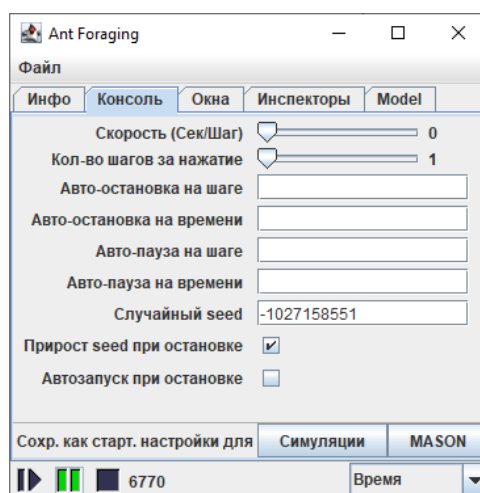 Ant Foraging
Файл
Инфо Консоль Окна Инспекторы Model
Скорость (Сек/Шаг) 0
Кол-во шагов за нажатие 1
Авто-остановка на шаге
Авто-остановка на времени
Авто-пауза на шаге
Авто-пауза на времени
Случайный seed -1027158551
Прирост seed при остановке
Автозапуск при остановке
Сохр. как старт. настройки для Симуляции MASON
6770 Время